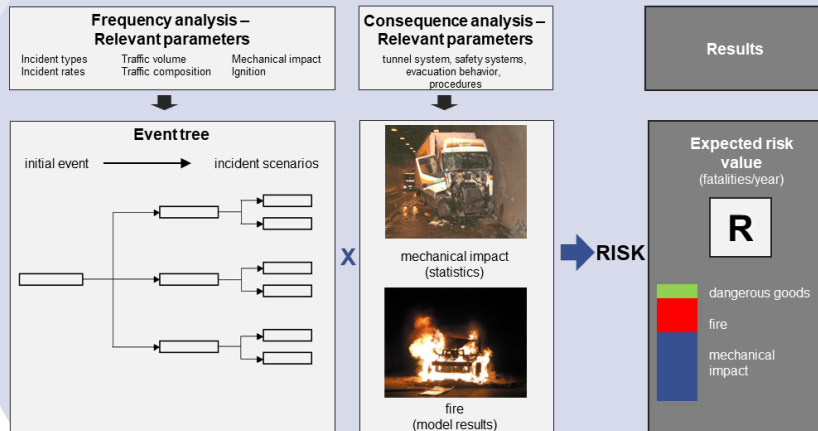 Frequency analysis –
Relevant parameters
Incident types Traffic volume Mechanical impact
Incident rates Traffic composition Ignition
Consequence analysis –
Relevant parameters
tunnel system, safety systems,
evacuation behavior,
procedures
Results
Event tree
initial event incident scenarios
X
mechanical impact
(statistics)
fire
(model results)
RISK
Expected risk
value
(fatalities/year)
R
dangerous goods
fire
mechanical
impact